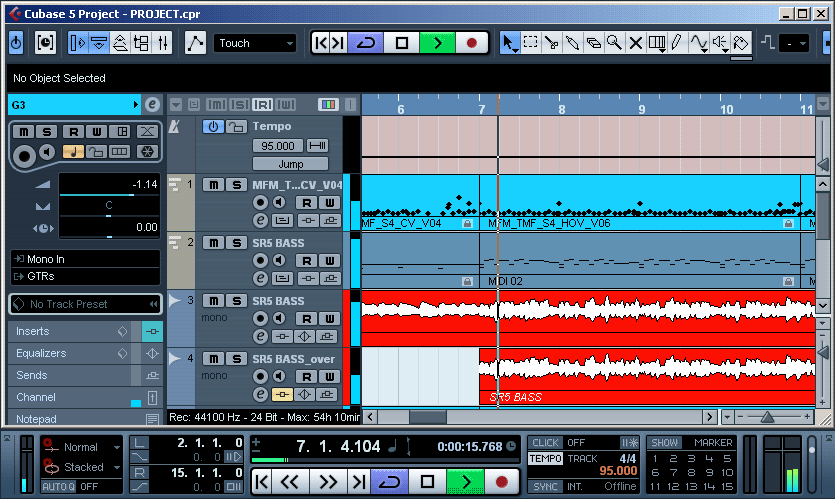 Cubase 5 Project - PROJECT.cpr
Touch
No Object Selected
G3
M S R W
-1.14
C
0.00
Mono In
GTRs
No Track Preset
Inserts
Equalizers
Sends
Channel
Notepad
M S R W
6 7 8 9 10 11
Tempo
95.000
Jump
1 M S MFM_T...CV_V04
R W
MF_S4_CV_V04 MFM_TMF_S4_HOV_V06
2 M S SR5 BASS
R W
MIDI 02
3 M S SR5 BASS
mono R W
4 M S SR5 BASS_over
mono R W
SR5 BASS
Rec: 44100 Hz - 24 Bit - Max: 54h 10min
Normal
Stacked
AUTO Q OFF
L 2. 1. 1. 0
0. 0
R 15. 1. 1. 0
0. 0
7. 1. 4.104 0:00:15.768
CLICK OFF
TEMPO TRACK 4/4
95.000
SYNC INT. Offline
SHOW MARKER
1 2 3 4 5
6 7 8 9 10
11 12 13 14 15